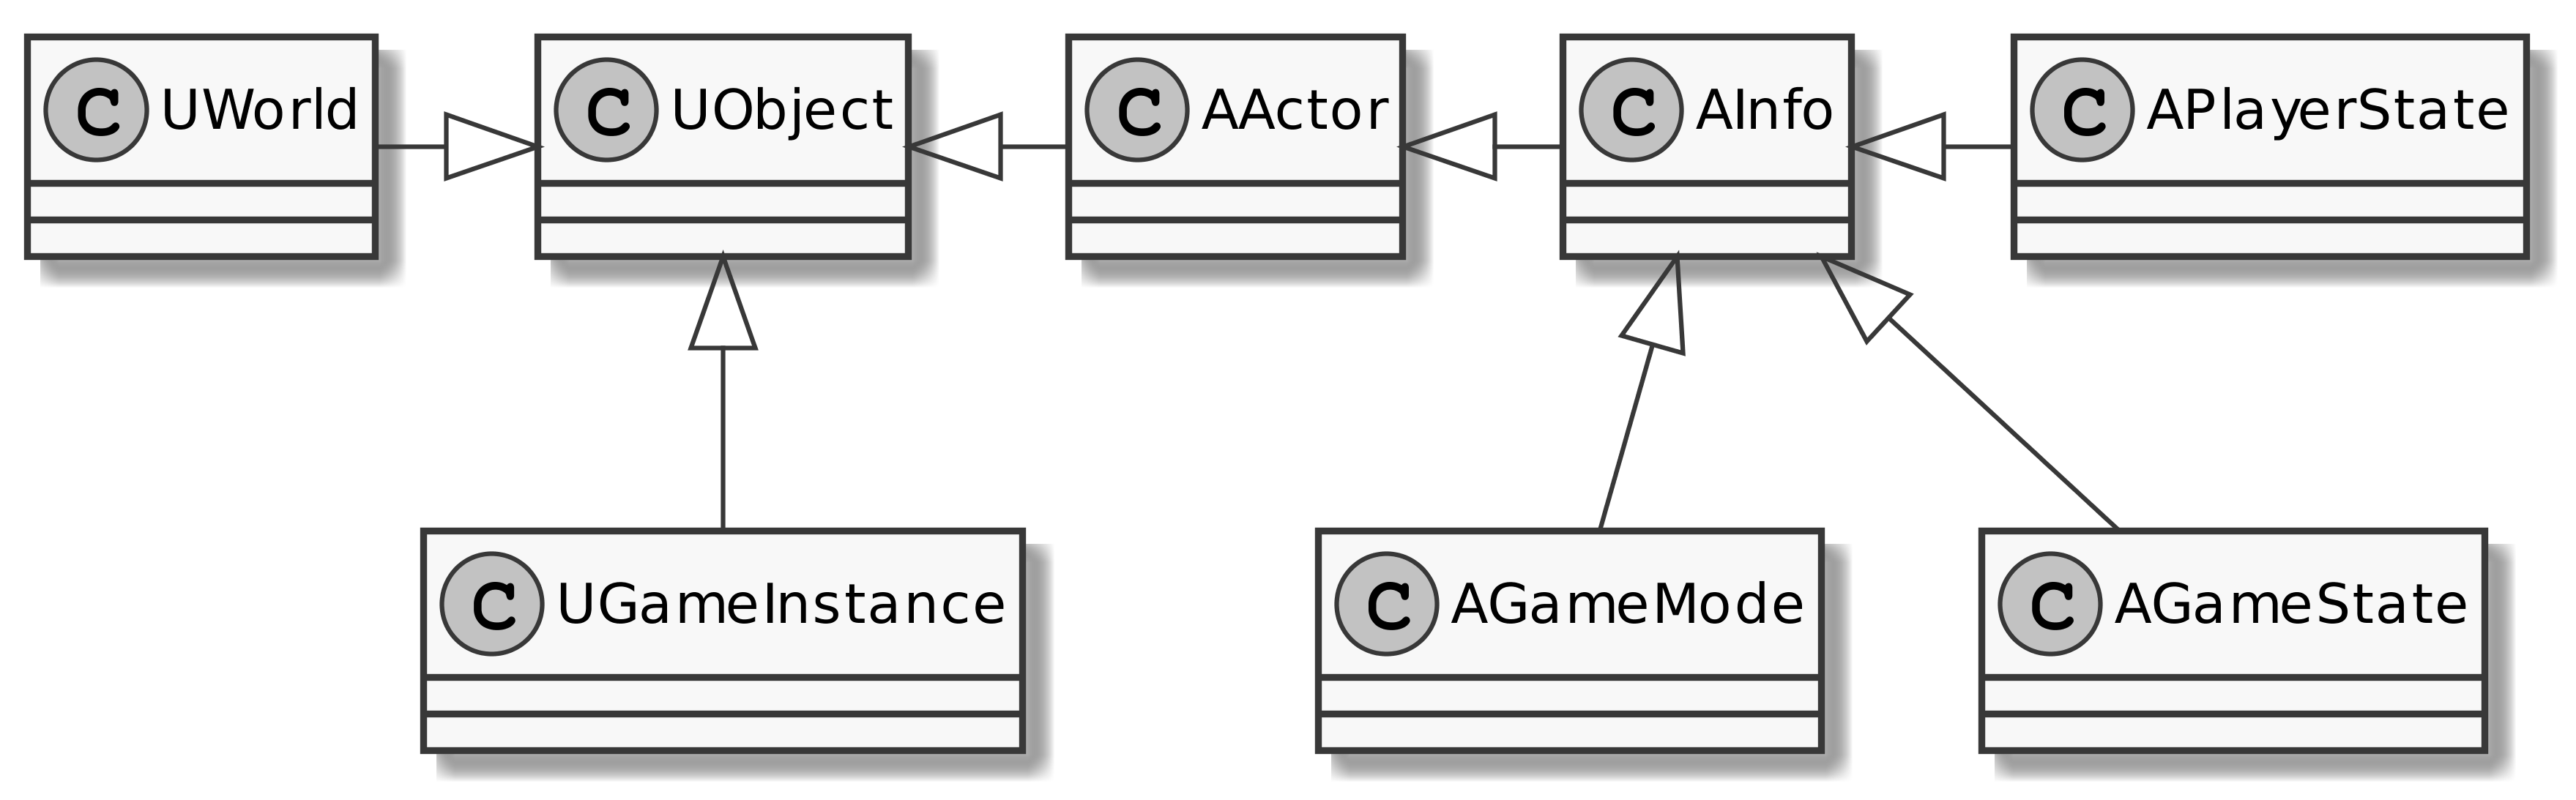 C UWorld
C UObject
C AActor
C AInfo
C APlayerState
C UGameInstance
C AGameMode
C AGameState